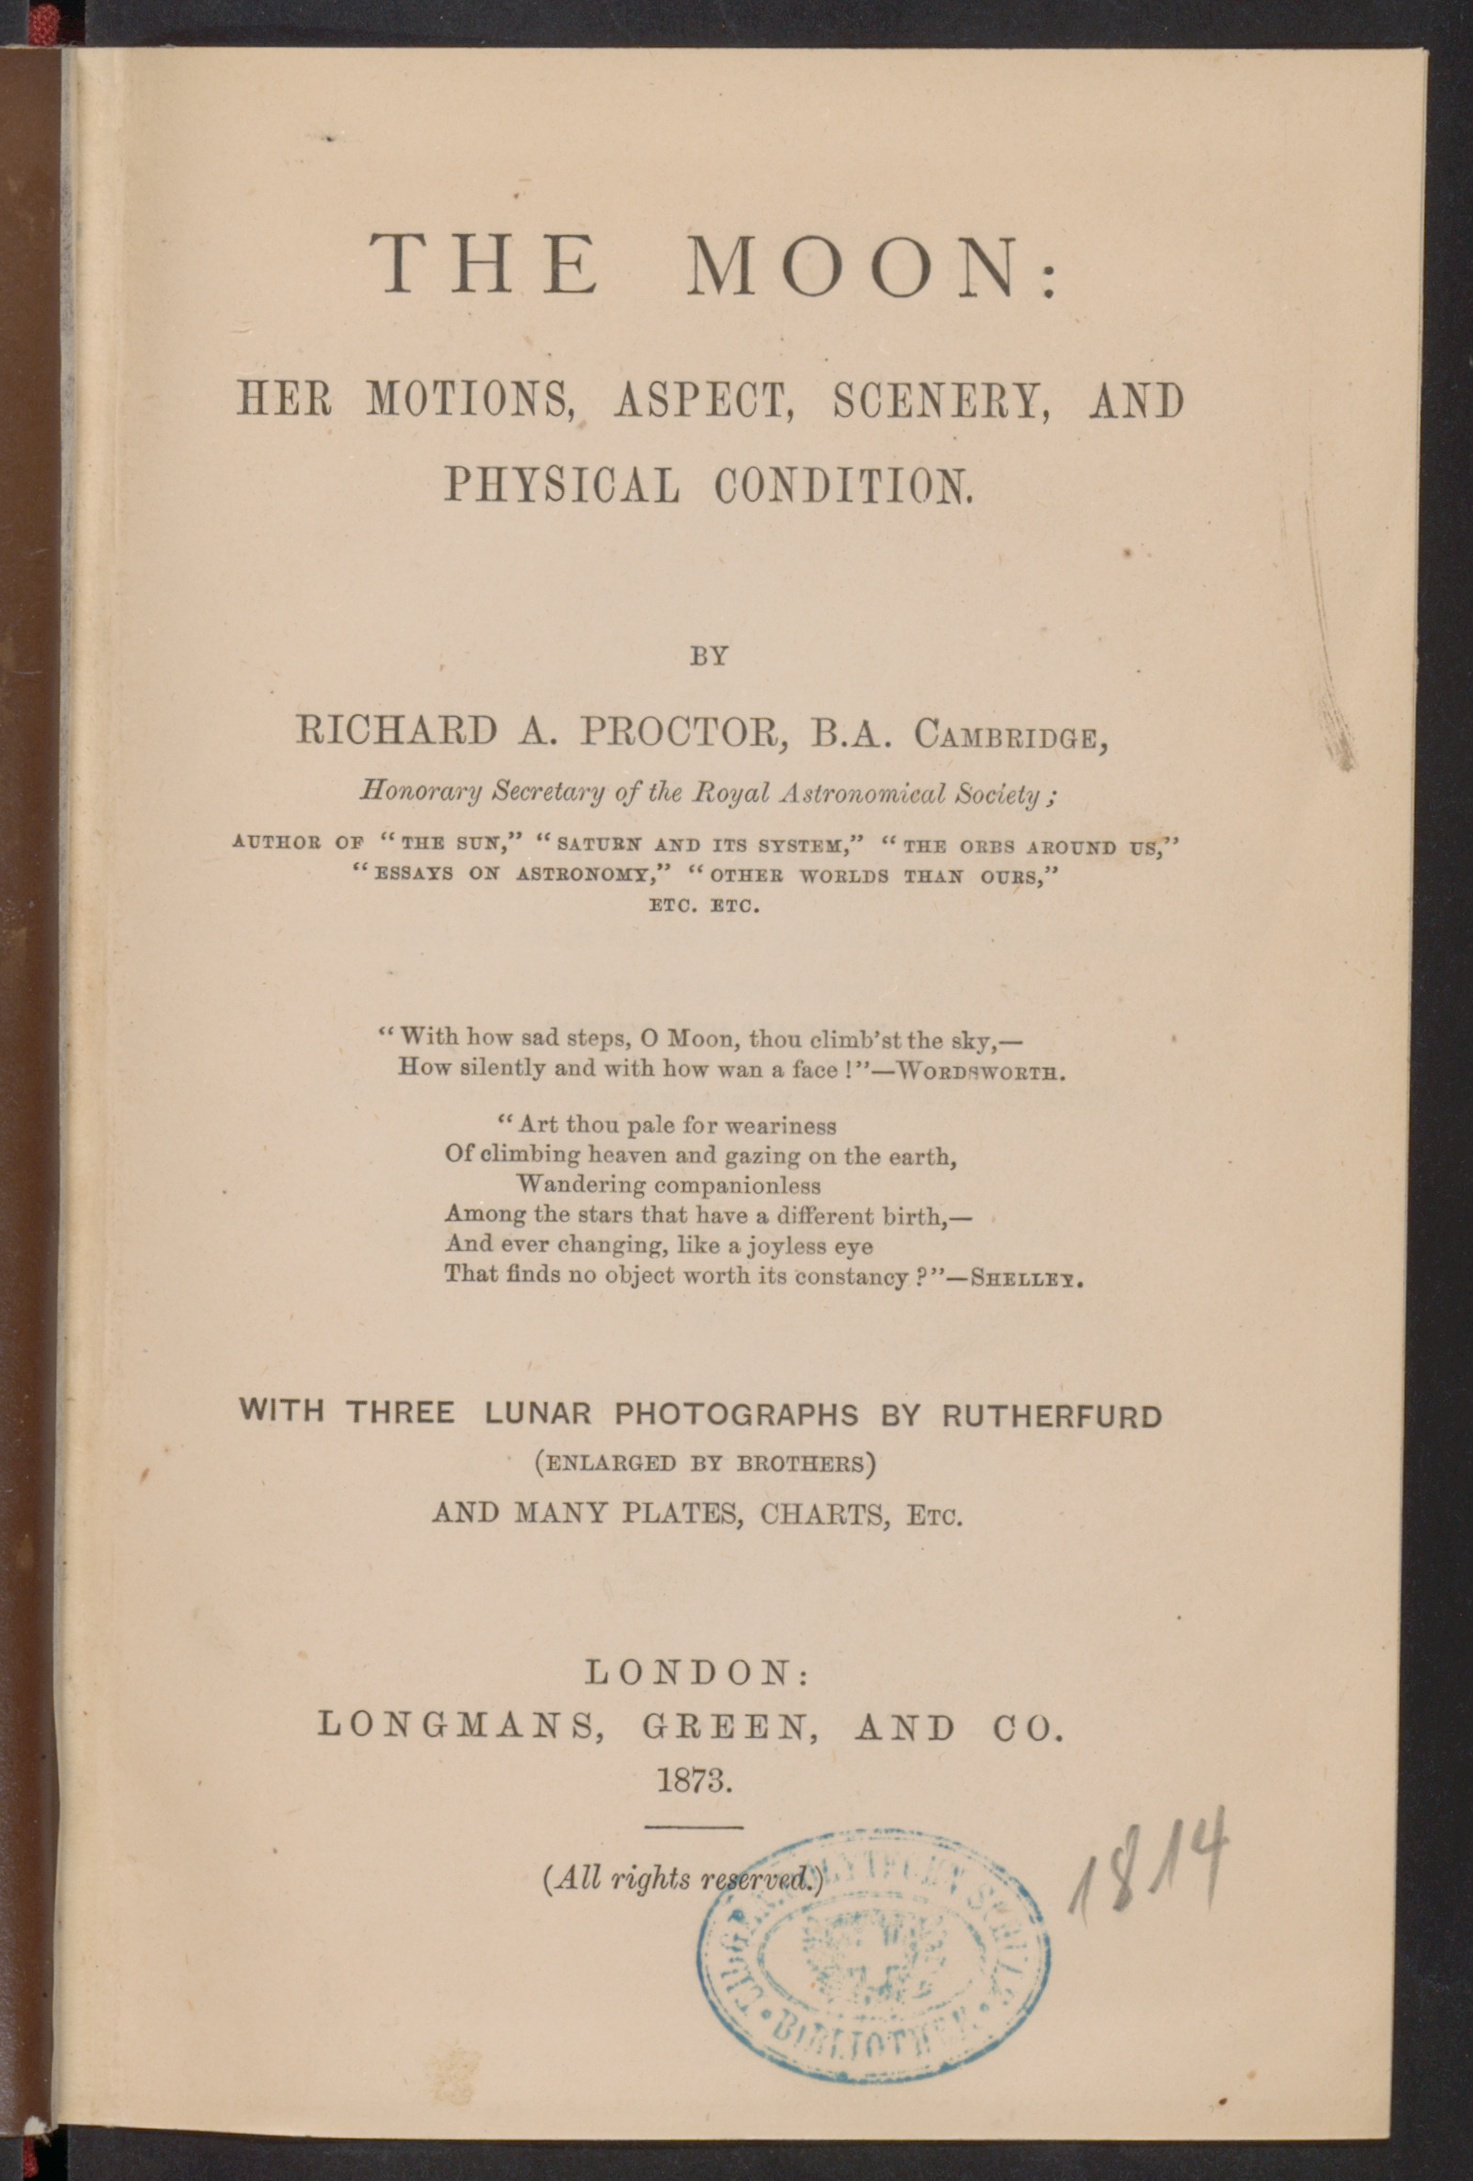 THE MOON:
HER MOTIONS, ASPECT, SCENERY, AND
PHYSICAL CONDITION.
BY
RICHARD A. PROCTOR, B.A. CAMBRIDGE,
Honorary Secretary of the Royal Astronomical Society;
AUTHOR OF "THE SUN," "SATURN AND ITS SYSTEM," "THE ORBS AROUND US,"
"ESSAYS ON ASTRONOMY," "OTHER WORLDS THAN OURS,"
ETC. ETC.
"With how sad steps, O Moon, thou climb'st the sky,—
How silently and with how wan a face!"—WORDSWORTH.
"Art thou pale for weariness
Of climbing heaven and gazing on the earth,
Wandering companionless
Among the stars that have a different birth,—
And ever changing, like a joyless eye
That finds no object worth its constancy?"—SHELLEY.
WITH THREE LUNAR PHOTOGRAPHS BY RUTHERFURD
(ENLARGED BY BROTHERS)
AND MANY PLATES, CHARTS, ETC.
LONDON:
LONGMANS, GREEN, AND CO.
1873.
(All rights reserved.)
1814
BIBLIOTHEK